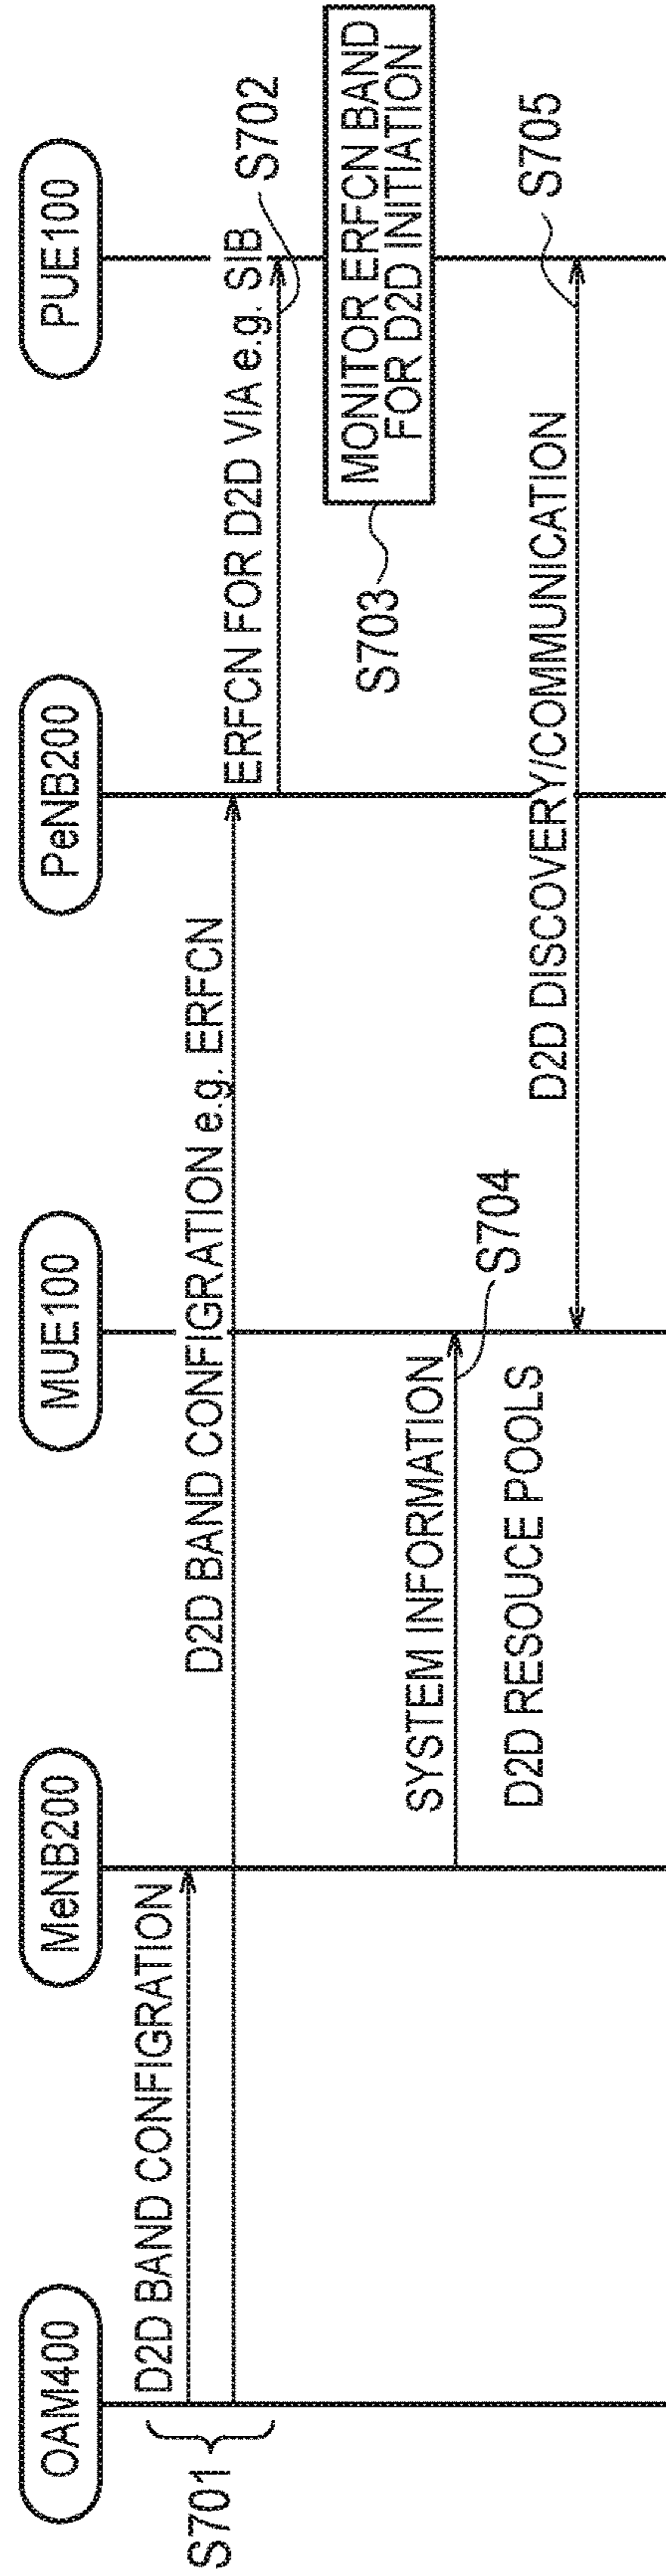 OAM400
MeNB200
MUE100
PeNB200
PUE100
D2D BAND CONFIGRATION
S701
D2D BAND CONFIGRATION e.g. ERFCN
ERFCN FOR D2D VIA e.g. SIB
S702
MONITOR ERFCN BAND
FOR D2D INITIATION
S703
SYSTEM INFORMATION
S704
D2D RESOUCE POOLS
D2D DISCOVERY/COMMUNICATION
S705